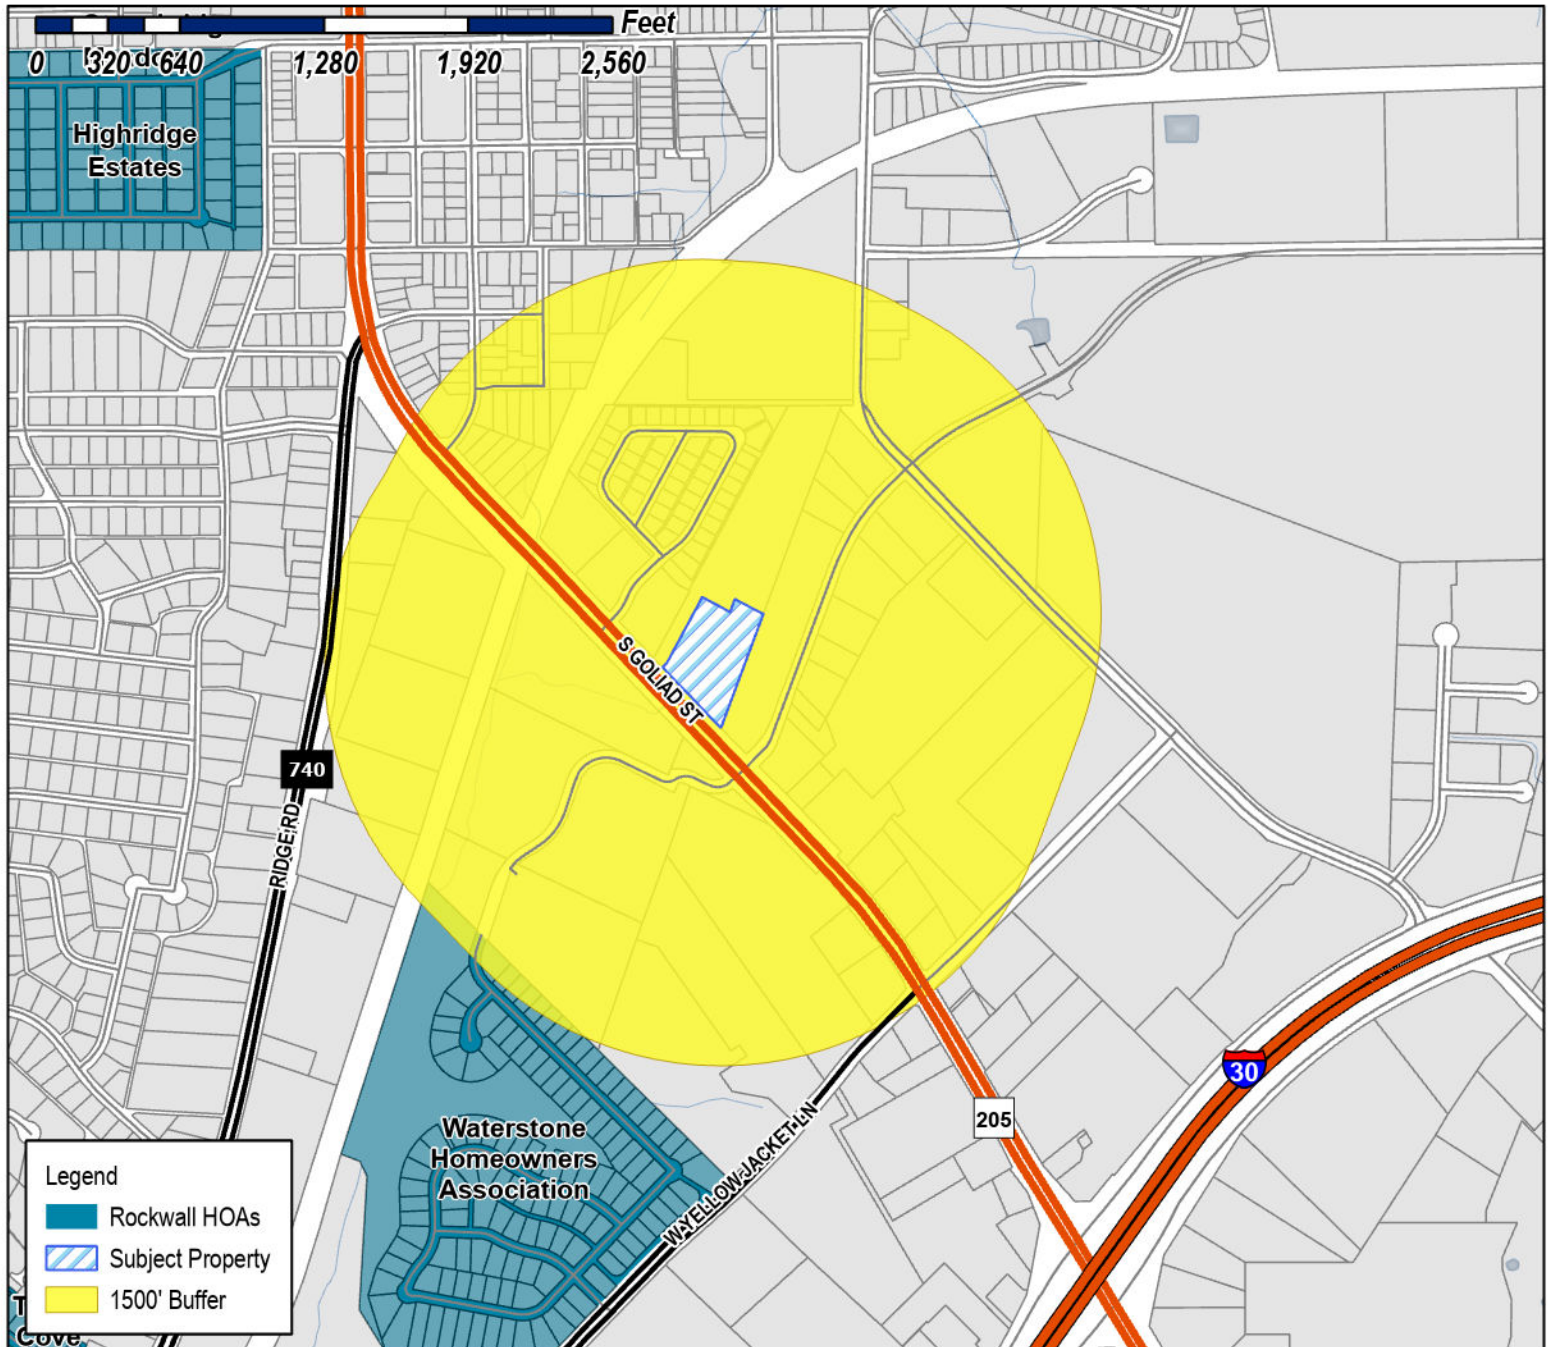 Feet
0 320 640 1,280 1,920 2,560
Highridge
Estates
S GOLIAD ST
740
RIDGE RD
30
205
Waterstone
Homeowners
Association
W YELLOW JACKET LN
Legend
Rockwall HOAs
Subject Property
1500' Buffer
Cove